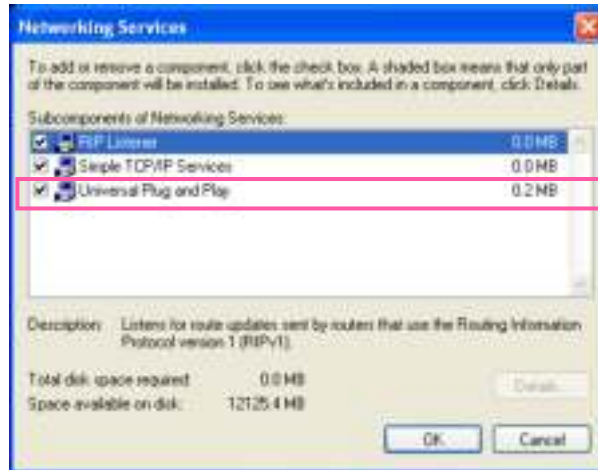 Networking Services
To add or remove a component, click the check box. A shaded box means that only part
of the component will be installed. To see what's included in a component, click Details.
Subcomponents of Networking Services:
RIP Listener 0.0 MB
Simple TCP/IP Services 0.0 MB
Universal Plug and Play 0.2 MB
Description: Listens for route updates sent by routers that use the Routing Information
Protocol version 1 (RIPv1).
Total disk space required: 0.0 MB
Details...
Space available on disk: 12125.4 MB
OK Cancel